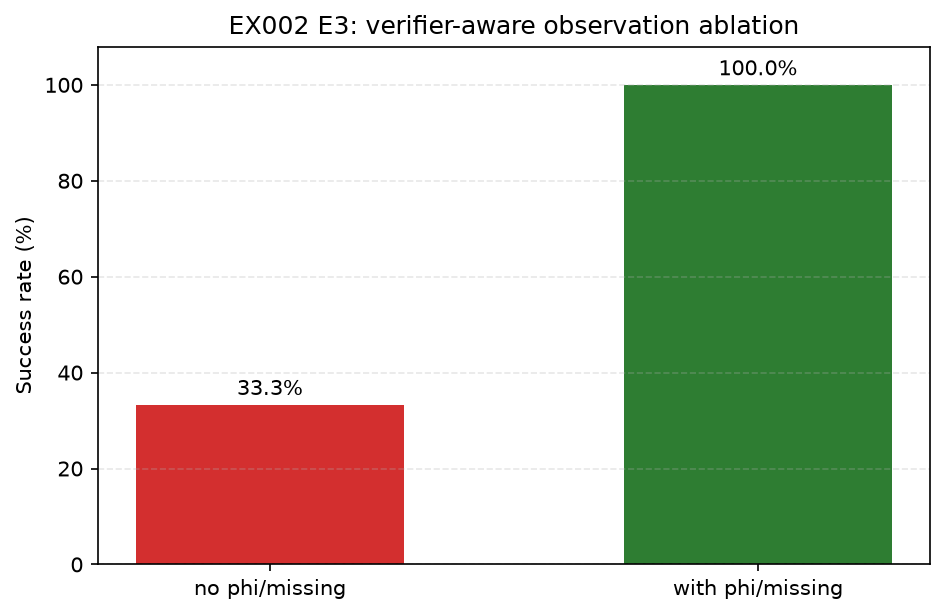 EX002 E3: verifier-aware observation ablation
Success rate (%)
100
80
60
40
20
0
33.3%
100.0%
no phi/missing
with phi/missing